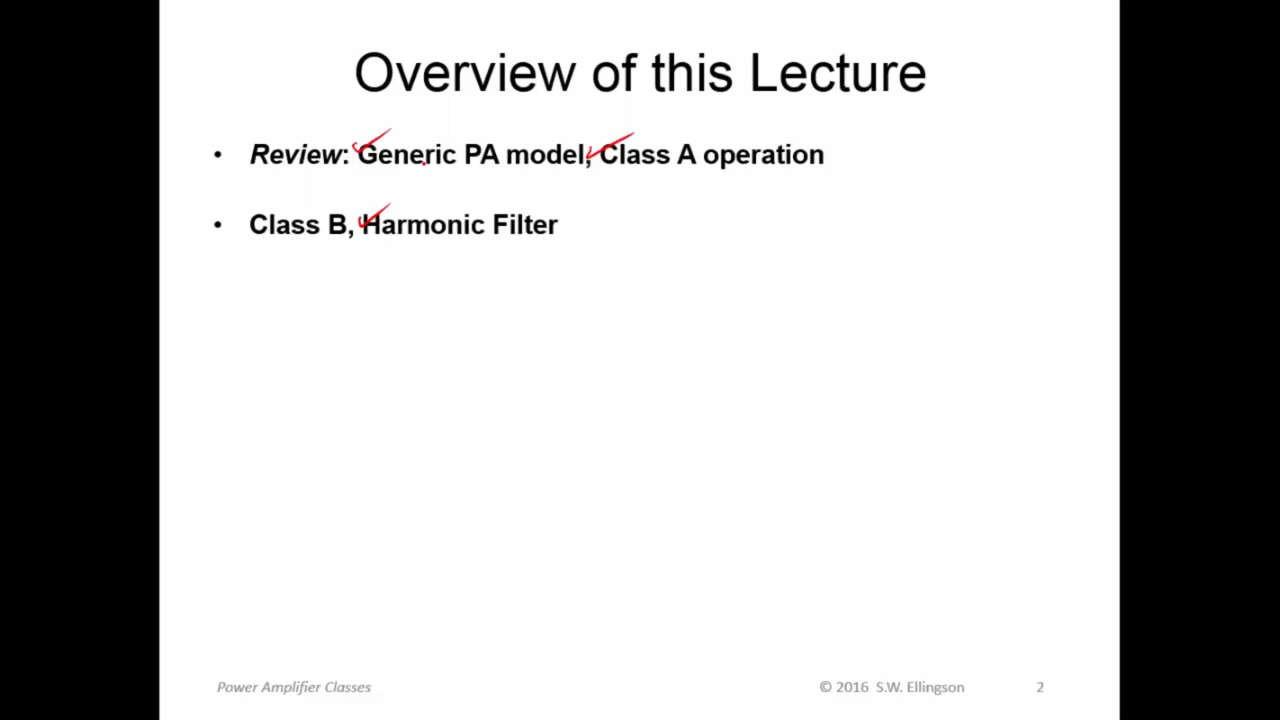 Overview of this Lecture
• Review: Generic PA model, Class A operation
• Class B, Harmonic Filter
Power Amplifier Classes © 2016 S.W. Ellingson 2